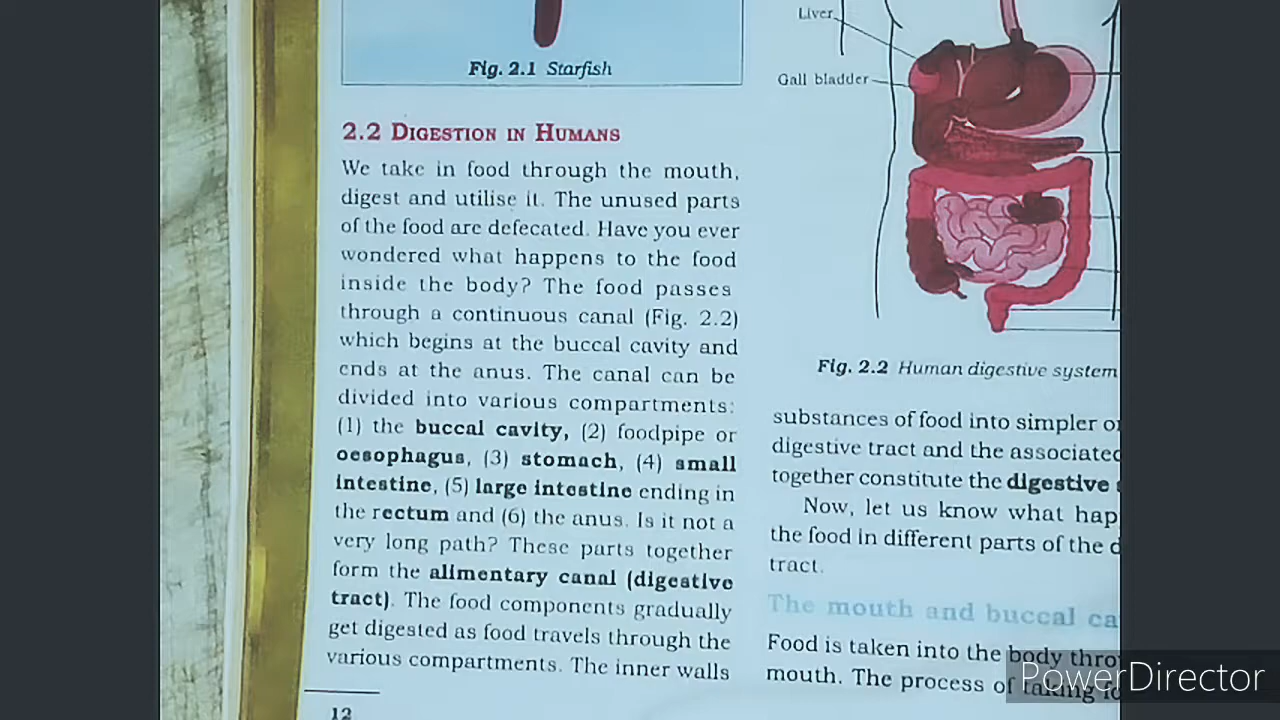 Fig. 2.1 Starfish
2.2 DIGESTION IN HUMANS
We take in food through the mouth,
digest and utilise it. The unused parts
of the food are defecated. Have you ever
wondered what happens to the food
inside the body? The food passes
through a continuous canal (Fig. 2.2)
which begins at the buccal cavity and
ends at the anus. The canal can be
divided into various compartments:
(1) the buccal cavity, (2) foodpipe or
oesophagus, (3) stomach, (4) small
intestine, (5) large intestine ending in
the rectum and (6) the anus. Is it not a
very long path? These parts together
form the alimentary canal (digestive
tract). The food components gradually
get digested as food travels through the
various compartments. The inner walls
12
Liver
Gall bladder
Fig. 2.2 Human digestive system
substances of food into simpler
digestive tract and the associated
together constitute the digestive
Now, let us know what hap
the food in different parts of the d
tract.
The mouth and buccal ca
Food is taken into the body thro
mouth. The process of taking fo
PowerDirector